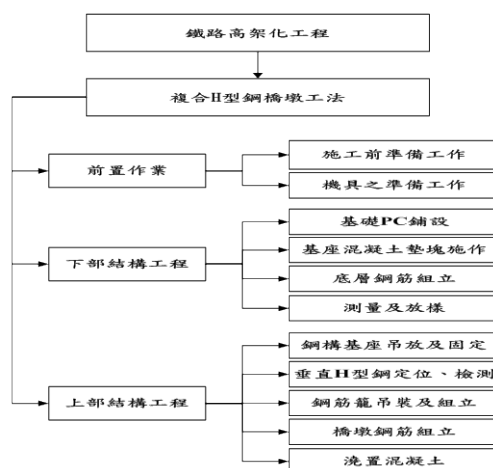 鐵路高架化工程
複合H型鋼橋墩工法
前置作業
施工前準備工作
機具之準備工作
下部結構工程
基礎PC鋪設
基座混凝土墊塊施作
底層鋼筋組立
測量及放樣
上部結構工程
鋼構基座吊放及固定
垂直H型鋼定位、檢測
鋼筋籠吊裝及組立
橋墩鋼筋組立
澆置混凝土